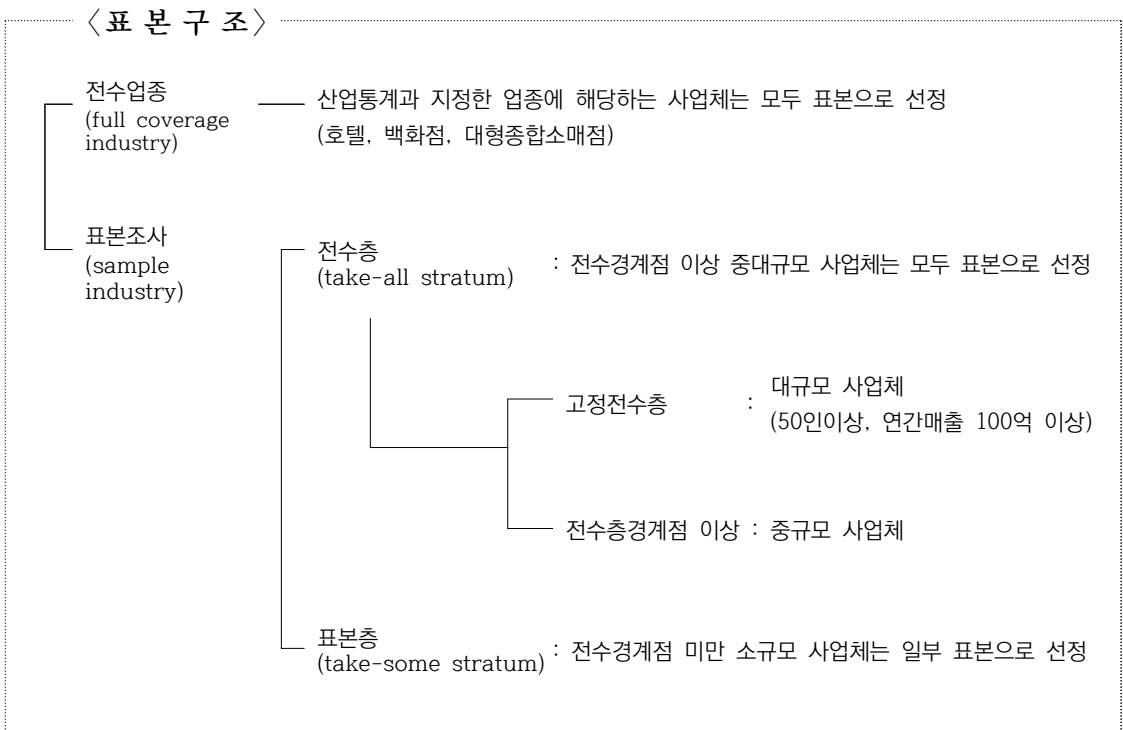 〈표 본 구 조〉
전수업종
(full coverage
industry)
산업통계과 지정한 업종에 해당하는 사업체는 모두 표본으로 선정
(호텔, 백화점, 대형종합소매점)
표본조사
(sample
industry)
전수층
(take-all stratum)
: 전수경계점 이상 중대규모 사업체는 모두 표본으로 선정
고정전수층 :
대규모 사업체
(50인이상, 연간매출 100억 이상)
전수층경계점 이상 : 중규모 사업체
표본층
(take-some stratum)
: 전수경계점 미만 소규모 사업체는 일부 표본으로 선정